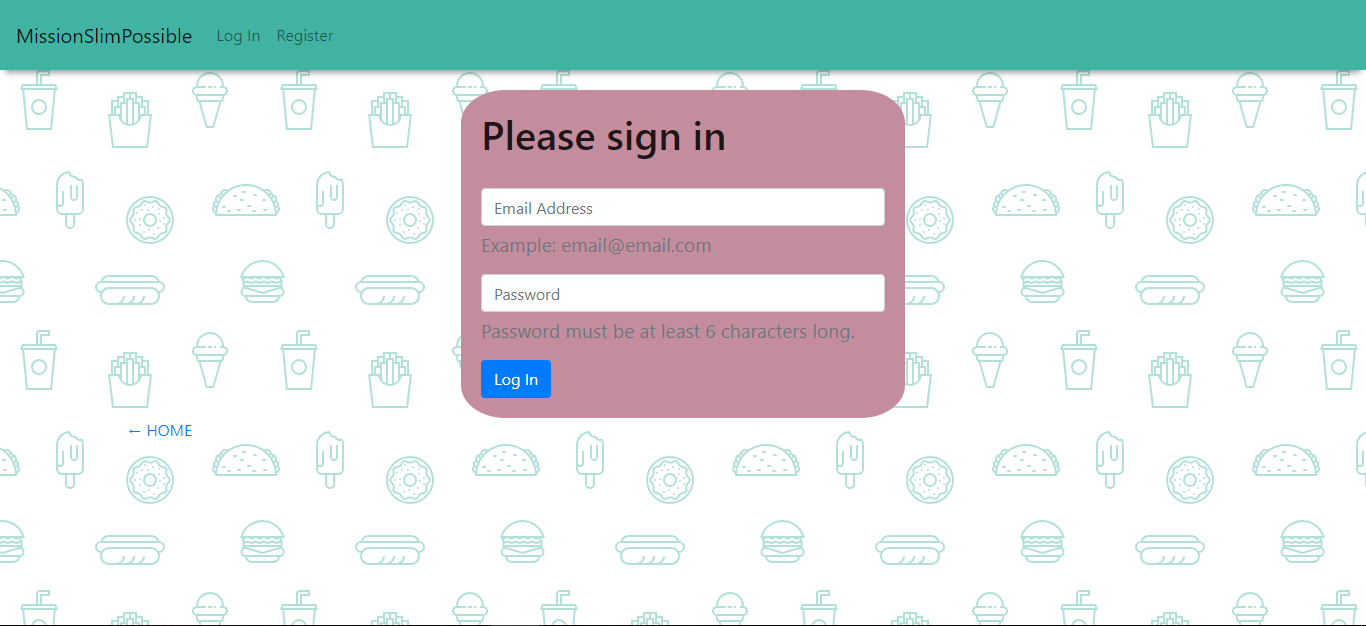 MissionSlimPossible Log In Register
Please sign in
Email Address
Example: email@email.com
Password
Password must be at least 6 characters long.
Log In
← HOME